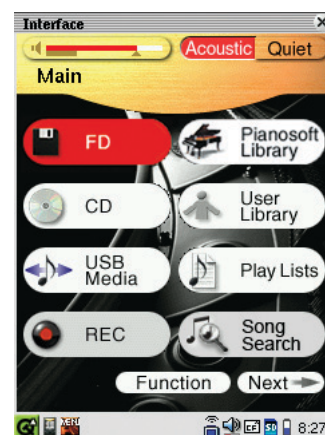 Interface
Acoustic Quiet
Main
FD
Pianosoft
Library
CD
User
Library
USB
Media
Play Lists
REC
Song
Search
Function
Next
8:27